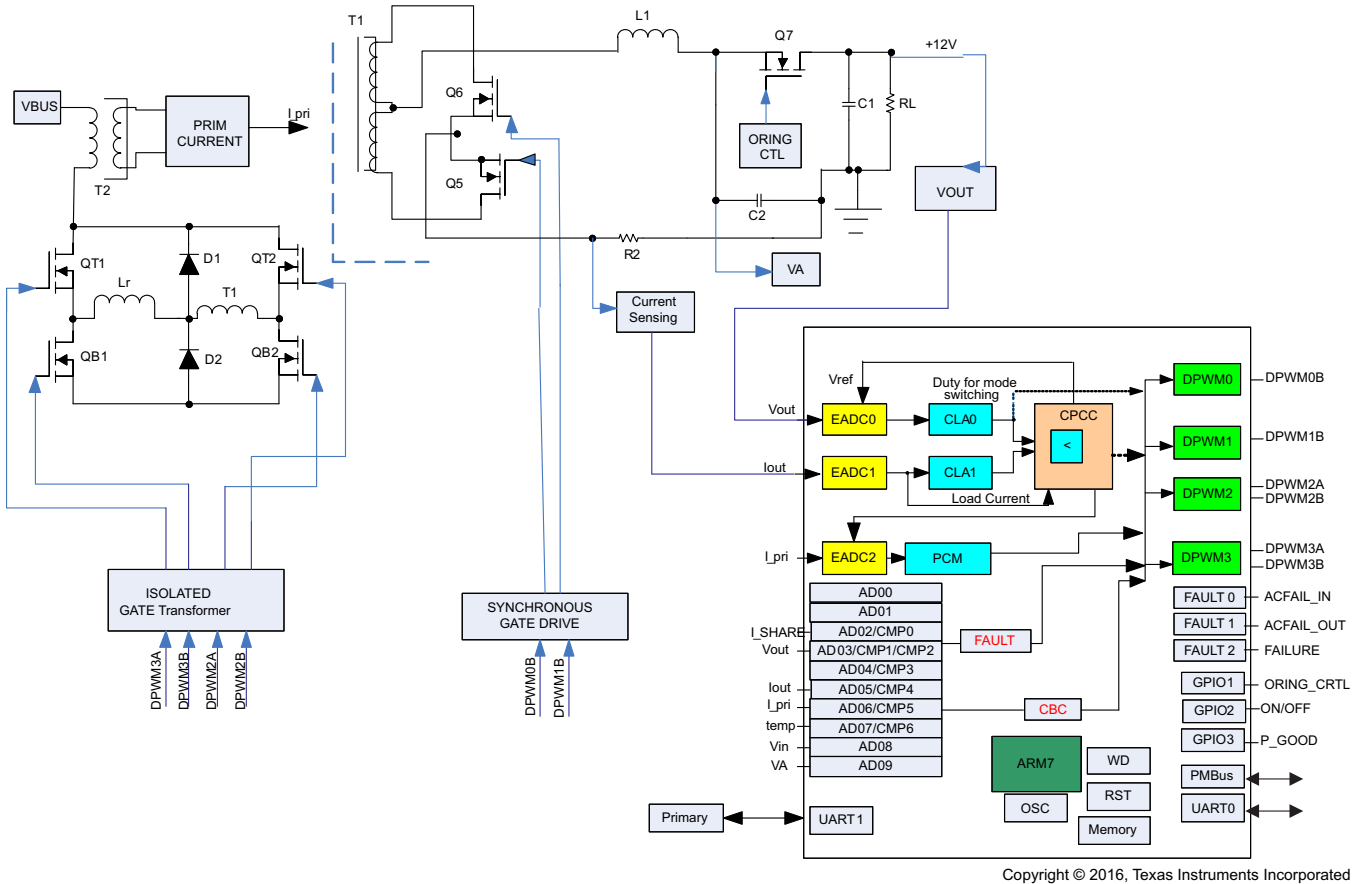 T1
L1
Q7
+12V
VBUS
PRIM
CURRENT
I_pri
T2
Q6
Q5
C1
RL
ORING
CTL
VOUT
C2
R2
VA
QT1
D1
QT2
Lr
T1
QB1
D2
QB2
Current
Sensing
Vref
Duty for mode
switching
Vout
EADC0
CLA0
CPCC
<
Iout
EADC1
CLA1
Load Current
I_pri
EADC2
PCM
DPWM0
DPWM0B
DPWM1
DPWM1B
DPWM2
DPWM2A
DPWM2B
DPWM3
DPWM3A
DPWM3B
AD00
AD01
I_SHARE
AD02/CMP0
Vout
AD03/CMP1/CMP2
AD04/CMP3
Iout
AD05/CMP4
I_pri
AD06/CMP5
temp
AD07/CMP6
Vin
AD08
VA
AD09
FAULT
CBC
FAULT 0
ACFAIL_IN
FAULT 1
ACFAIL_OUT
FAULT 2
FAILURE
GPIO1
ORING_CRTL
GPIO2
ON/OFF
GPIO3
P_GOOD
ARM7
WD
OSC
RST
Memory
PMBus
UART0
Primary
UART1
ISOLATED
GATE Transformer
DPWM3A
DPWM3B
DPWM2A
DPWM2B
SYNCHRONOUS
GATE DRIVE
DPWM0B
DPWM1B
Copyright © 2016, Texas Instruments Incorporated